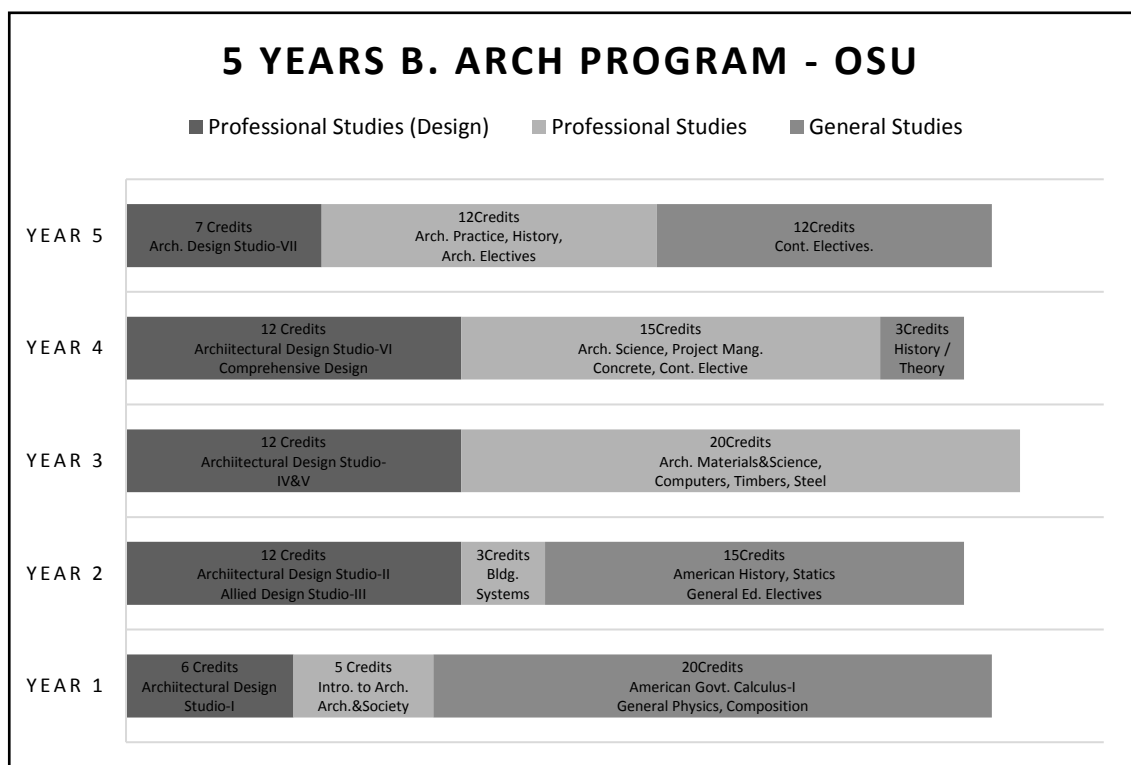 5 YEARS B. ARCH PROGRAM - OSU
Professional Studies (Design) Professional Studies General Studies
YEAR 5
7 Credits
Arch. Design Studio-VII
12Credits
Arch. Practice, History,
Arch. Electives
12Credits
Cont. Electives.
YEAR 4
12 Credits
Archiitectural Design Studio-VI
Comprehensive Design
15Credits
Arch. Science, Project Mang.
Concrete, Cont. Elective
3Credits
History /
Theory
YEAR 3
12 Credits
Archiitectural Design Studio-
IV&V
20Credits
Arch. Materials&Science,
Computers, Timbers, Steel
YEAR 2
12 Credits
Archiitectural Design Studio-II
Allied Design Studio-III
3Credits
Bldg.
Systems
15Credits
American History, Statics
General Ed. Electives
YEAR 1
6 Credits
Archiitectural Design
Studio-I
5 Credits
Intro. to Arch.
Arch.&Society
20Credits
American Govt. Calculus-I
General Physics, Composition